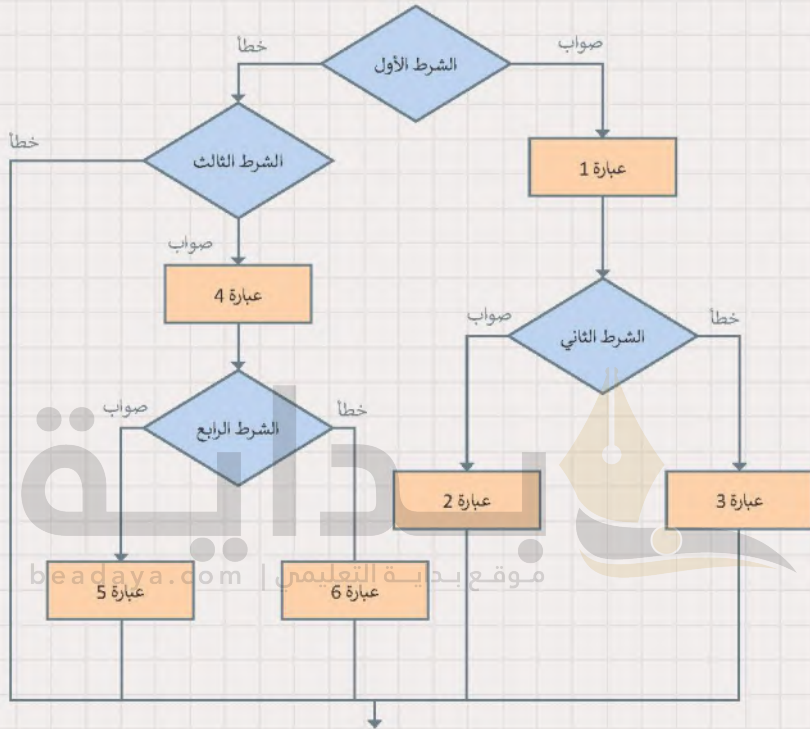 صواب
خطأ
الشرط الأول
خطأ
الشرط الثالث
عبارة 1
صواب
عبارة 4
صواب
الشرط الثاني
خطأ
صواب
الشرط الرابع
خطأ
بداية
عبارة 2
عبارة 3
beadaya.com | موقع بداية التعليمي
عبارة 5
عبارة 6